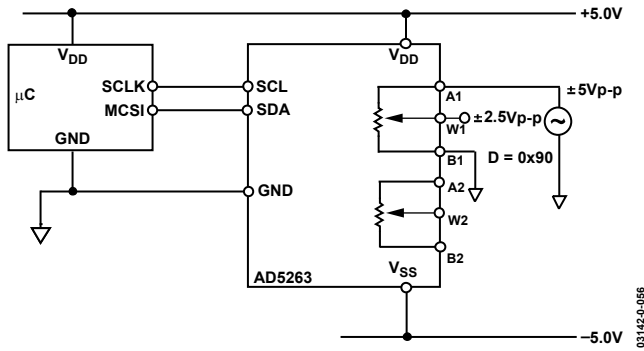 +5.0V
VDD
VDD
µC
SCLK
SCL
MCSI
SDA
GND
GND
A1
±5Vp-p
W1
±2.5Vp-p
~
B1
D = 0x90
A2
W2
B2
VSS
AD5263
–5.0V
03142-0-056